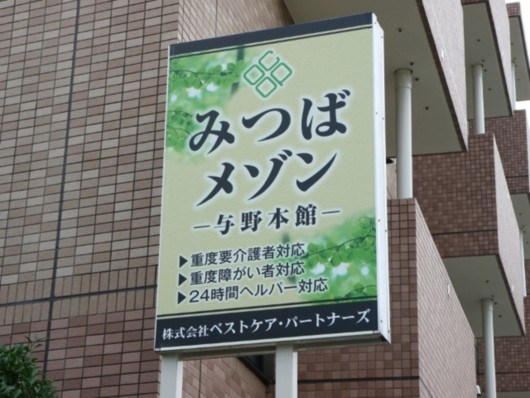 みつば
メゾン
－与野本館－
▶重度要介護者対応
▶重度障がい者対応
▶24時間ヘルパー対応
株式会社ベストケア・パートナーズ